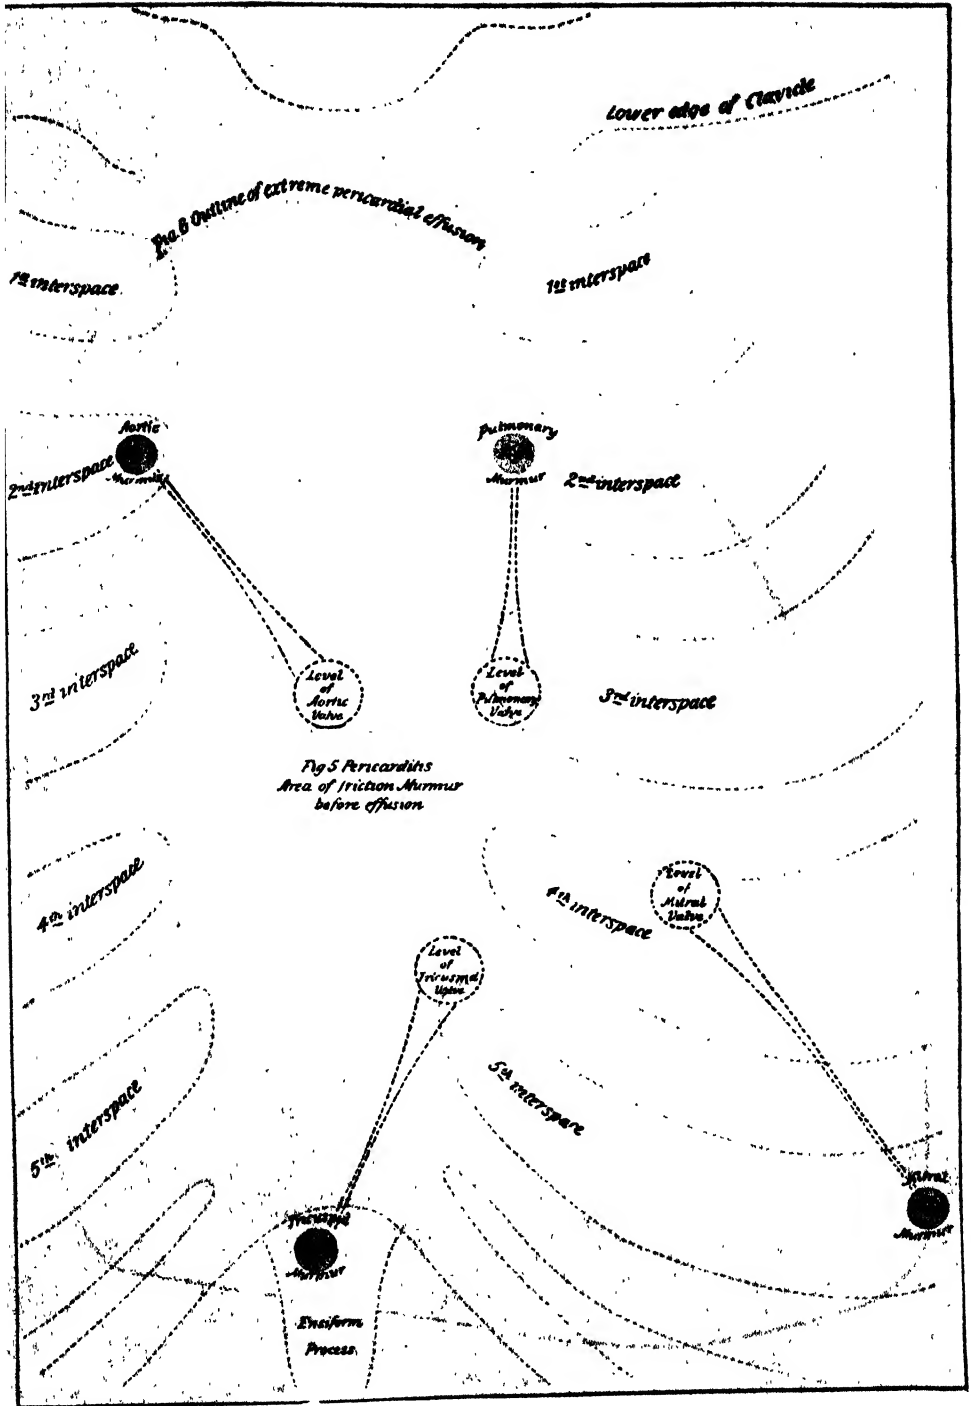 Lower edge of Clavicle
Fig. 6 Outline of extreme pericardial effusion
1st interspace
1st interspace
Aortic
Murmur
Pulmonary
Murmur
2nd interspace
2nd interspace
3rd interspace
Level
of
Aortic
Valve
Level
of
Pulmonary
Valve
3rd interspace
Fig 5 Pericarditis
Area of friction Murmur
before effusion
4th interspace
4th interspace
Level
of
Mitral
Valve
Level
of
Tricuspid
Valve
5th interspace
5th interspace
Mitral
Murmur
Tricuspid
Murmur
Ensiform
Process.